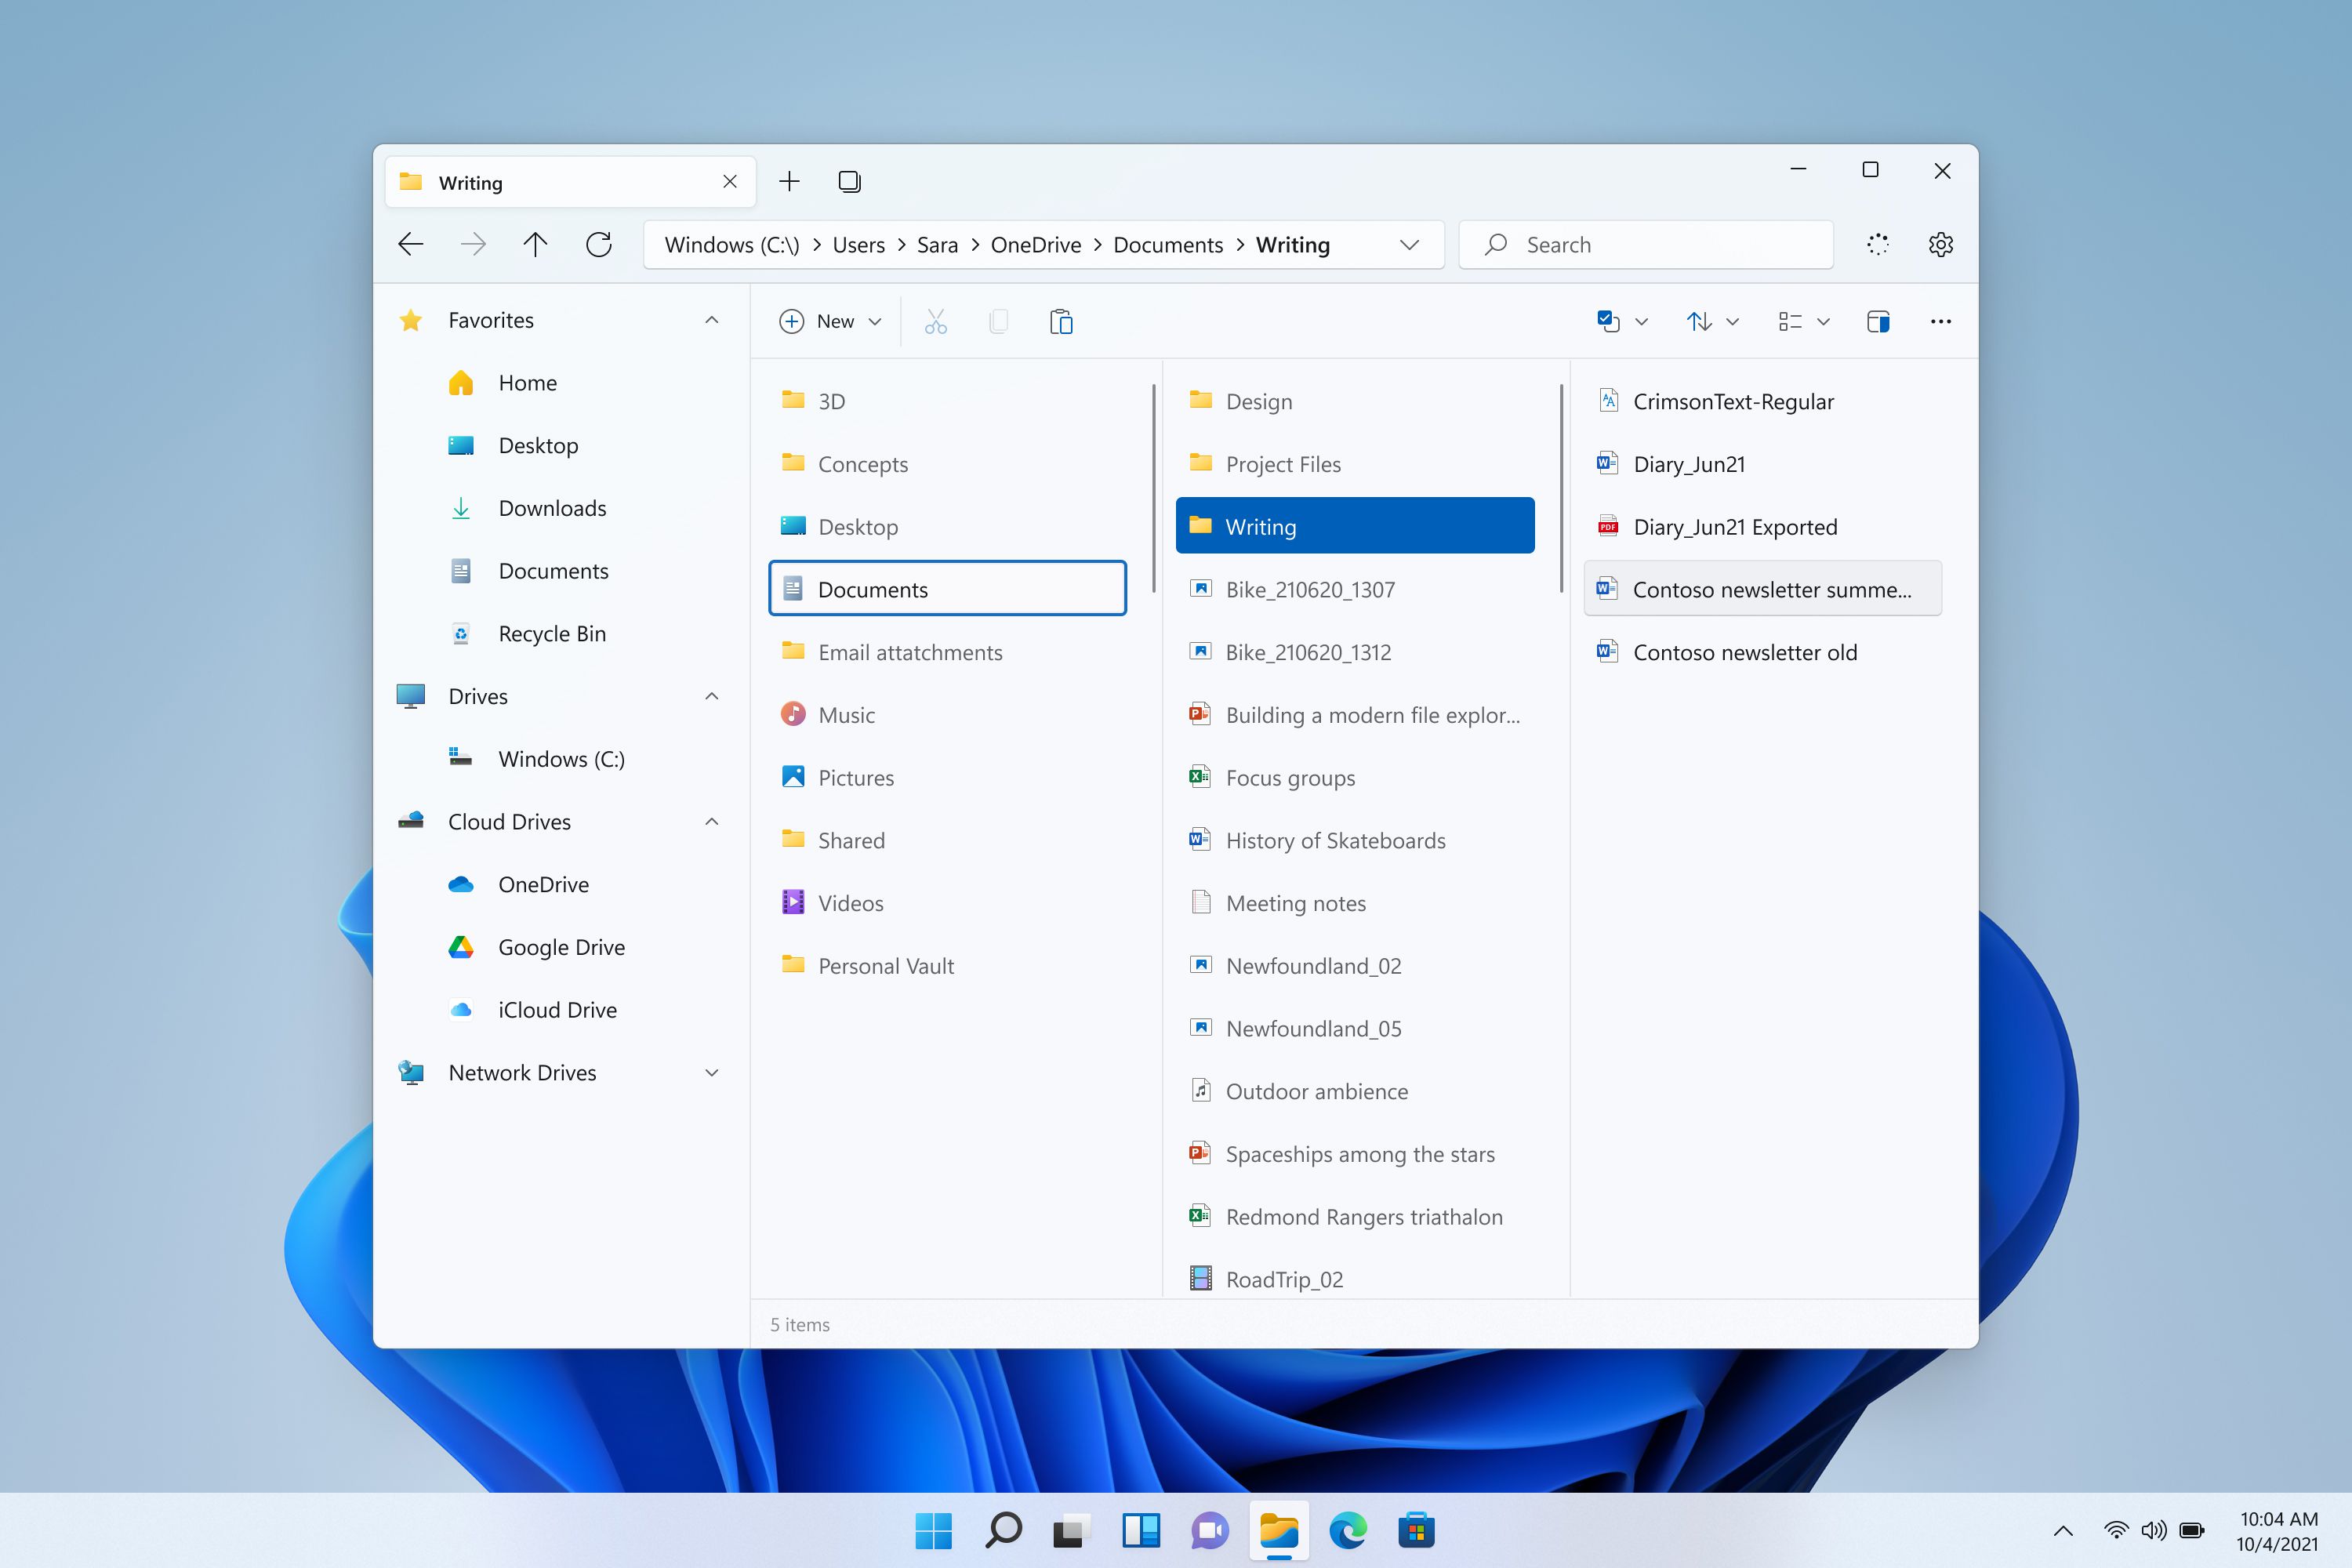 Writing
Windows (C:\) > Users > Sara > OneDrive > Documents > Writing
Search
Favorites
Home
Desktop
Downloads
Documents
Recycle Bin
Drives
Windows (C:)
Cloud Drives
OneDrive
Google Drive
iCloud Drive
Network Drives
New
3D
Concepts
Desktop
Documents
Email attatchments
Music
Pictures
Shared
Videos
Personal Vault
Design
Project Files
Writing
Bike_210620_1307
Bike_210620_1312
Building a modern file explor...
Focus groups
History of Skateboards
Meeting notes
Newfoundland_02
Newfoundland_05
Outdoor ambience
Spaceships among the stars
Redmond Rangers triathalon
RoadTrip_02
CrimsonText-Regular
Diary_Jun21
Diary_Jun21 Exported
Contoso newsletter summe...
Contoso newsletter old
5 items
10:04 AM
10/4/2021